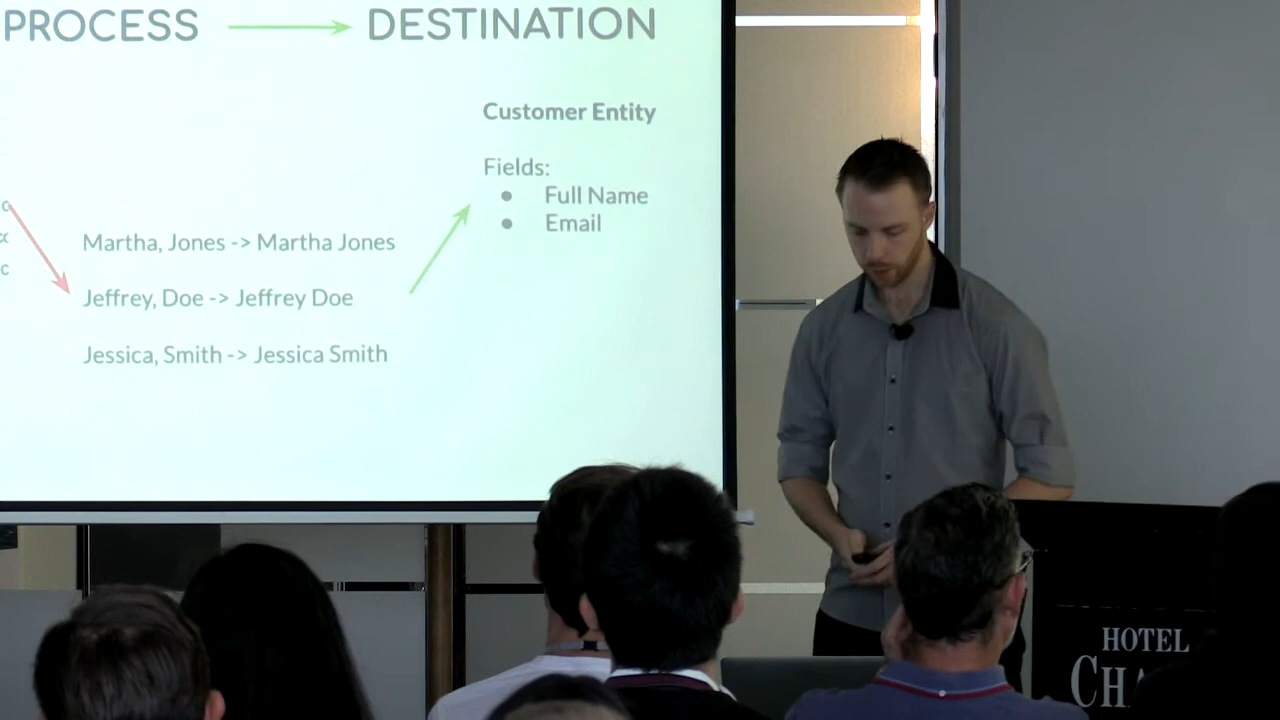 PROCESS DESTINATION
Customer Entity
Fields:
● Full Name
● Email
Martha, Jones -> Martha Jones
Jeffrey, Doe -> Jeffrey Doe
Jessica, Smith -> Jessica Smith
HOTEL